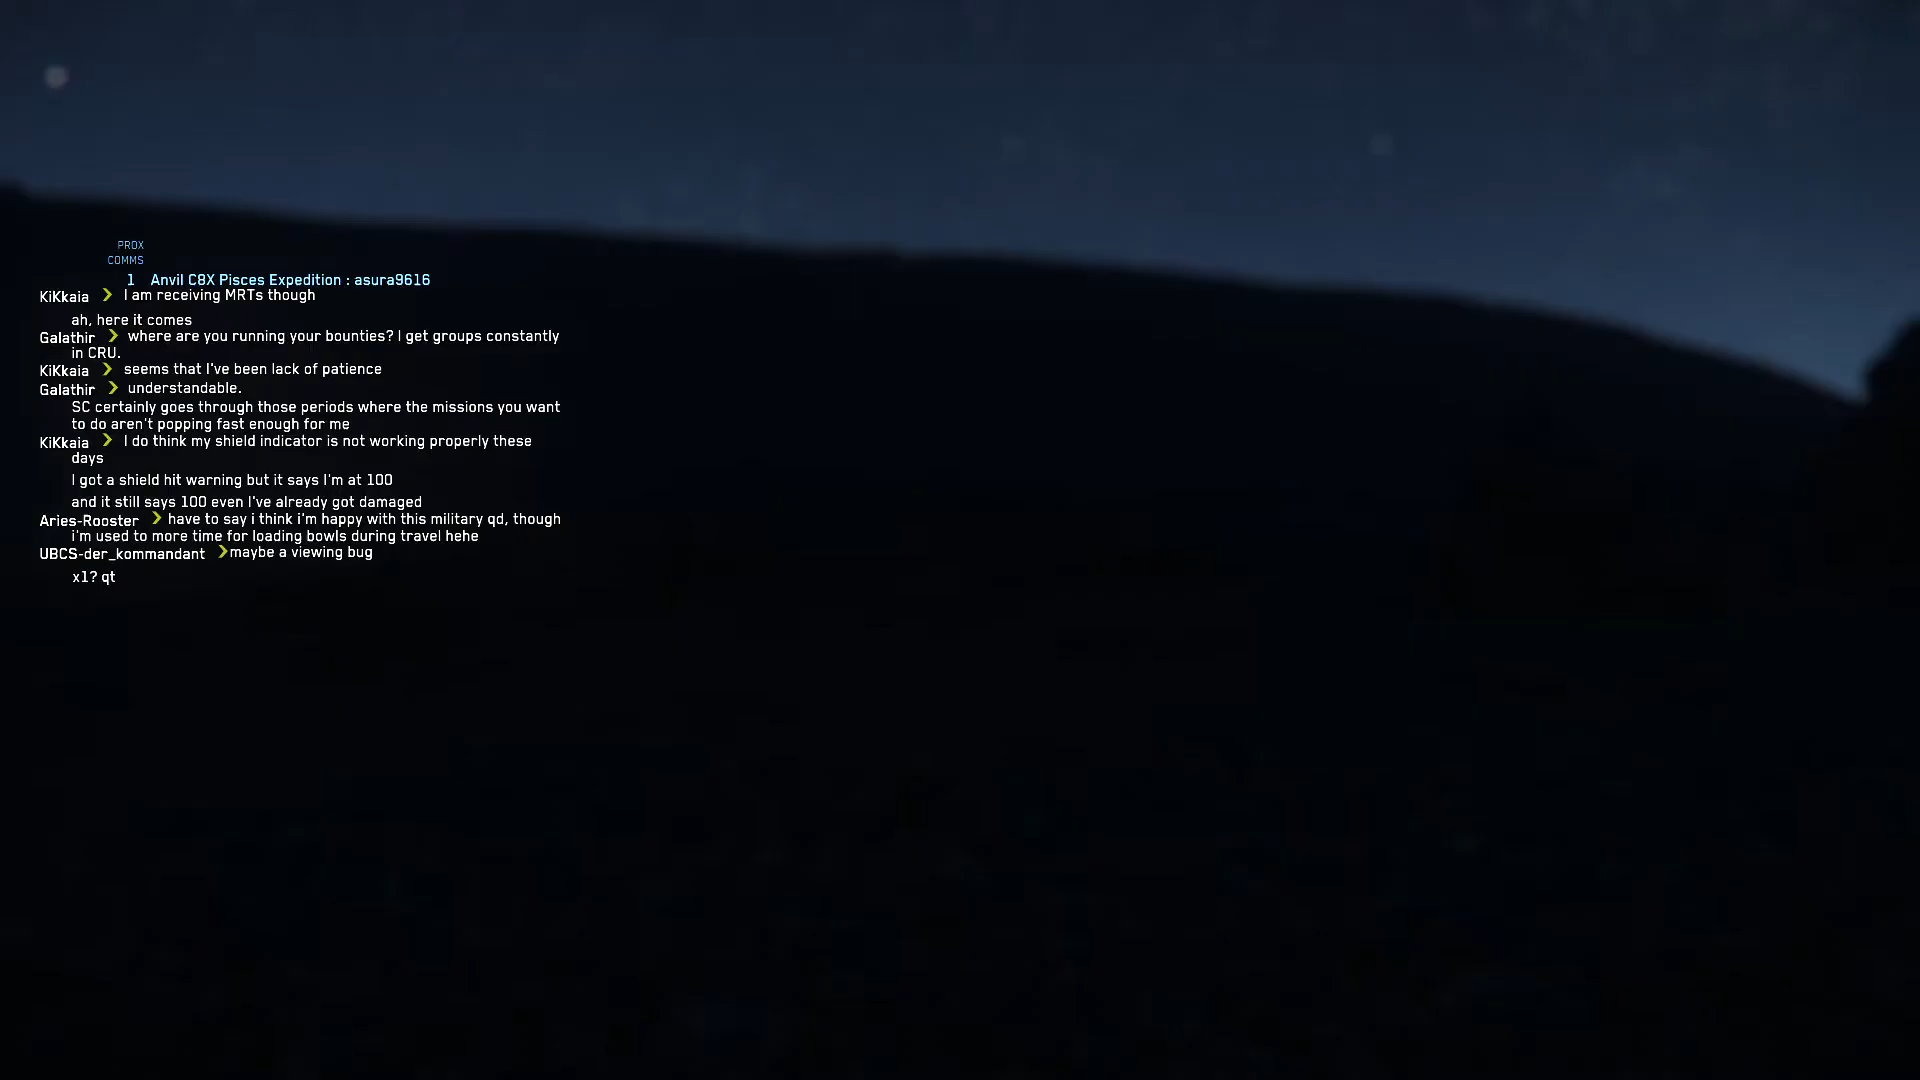 PROX
COMMS
1 Anvil C8X Pisces Expedition : asura9616
KiKkaia > I am receiving MRTs though
ah, here it comes
Galathir > where are you running your bounties? I get groups constantly
in CRU.
KiKkaia > seems that I've been lack of patience
Galathir > understandable.
SC certainly goes through those periods where the missions you want
to do aren't popping fast enough for me
KiKkaia > I do think my shield indicator is not working properly these
days
I got a shield hit warning but it says I'm at 100
and it still says 100 even I've already got damaged
Aries-Rooster > have to say i think i'm happy with this military qd, though
i'm used to more time for loading bowls during travel hehe
UBCS-der_kommandant > maybe a viewing bug
x1? qt